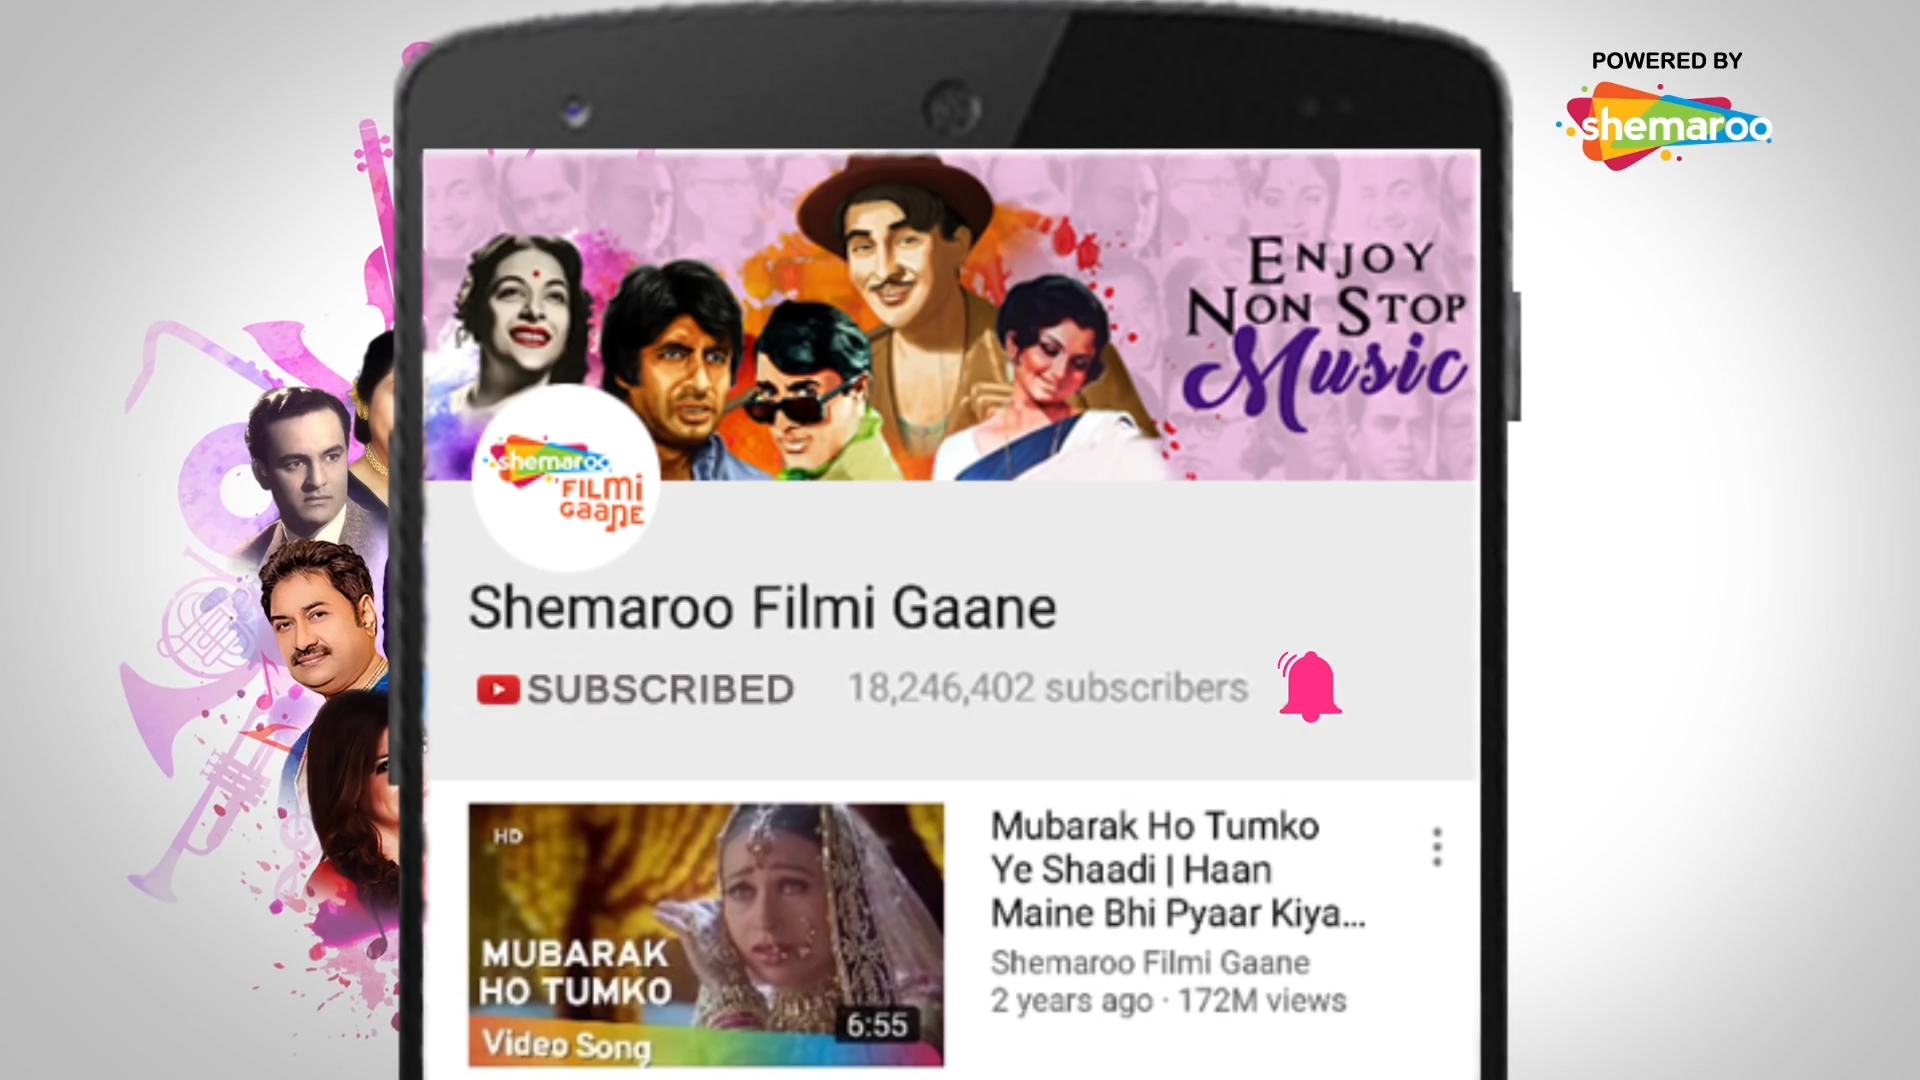 POWERED BY
shemaroo
ENJOY
NON STOP
Music
shemaroo
FILMI
GAANE
Shemaroo Filmi Gaane
SUBSCRIBED 18,246,402 subscribers
HD
MUBARAK
HO TUMKO
Video Song
6:55
Mubarak Ho Tumko
Ye Shaadi | Haan
Maine Bhi Pyaar Kiya...
Shemaroo Filmi Gaane
2 years ago · 172M views